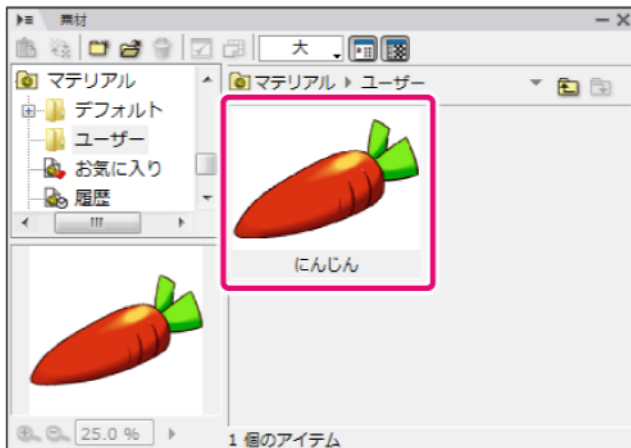 素材
大
マテリアル
デフォルト
ユーザー
お気に入り
履歴
マテリアル ユーザー
にんじん
25.0 %
1 個のアイテム